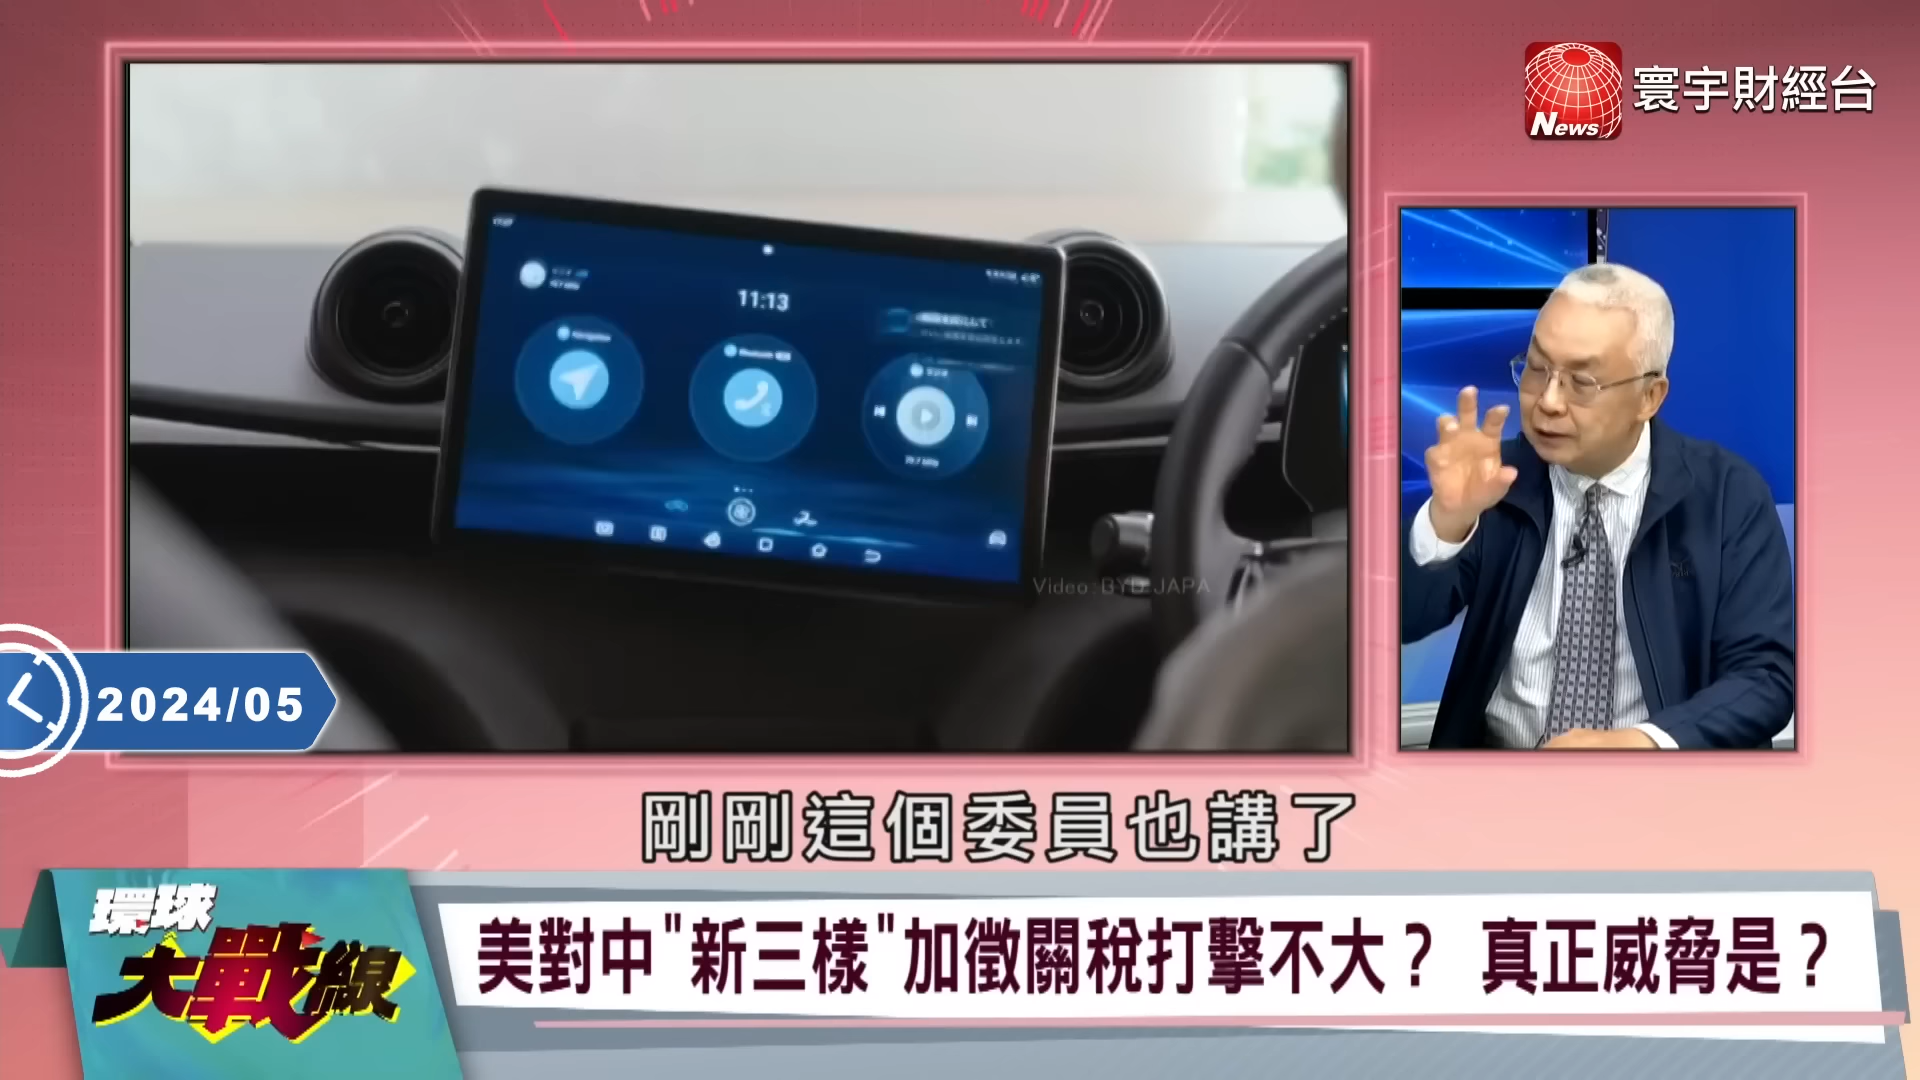 News
寰宇財經台
11:13
Navigation
Video: BYD JAPA
2024/05
剛剛這個委員也講了
環球
大戰線
美對中"新三樣"加徵關稅打擊不大？ 真正威脅是？